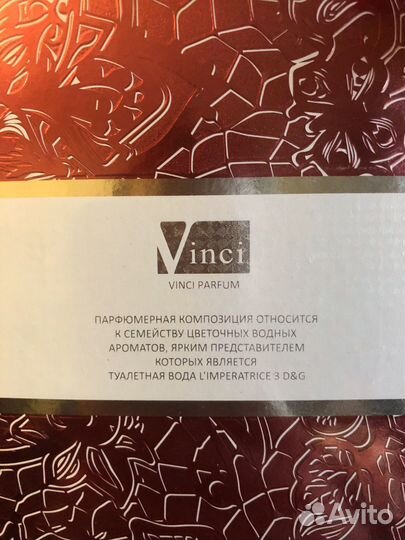 Vinci
VINCI PARFUM
ПАРФЮМЕРНАЯ КОМПОЗИЦИЯ ОТНОСИТСЯ
К СЕМЕЙСТВУ ЦВЕТОЧНЫХ ВОДНЫХ
АРОМАТОВ, ЯРКИМ ПРЕДСТАВИТЕЛЕМ
КОТОРЫХ ЯВЛЯЕТСЯ
ТУАЛЕТНАЯ ВОДА L'IMPERATRICE 3 D&G
Avito